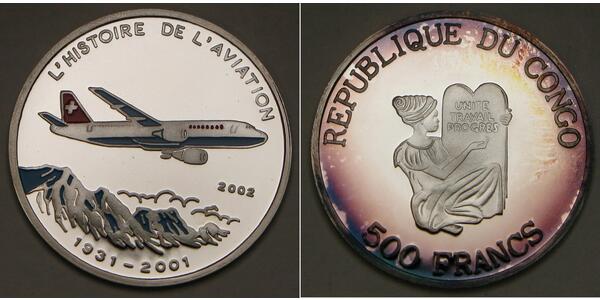 L'HISTOIRE DE L'AVIATION
2002
1931-2001
REPUBLIQUE DU CONGO
UNITE
TRAVAIL
PROGRES
500 FRANCS